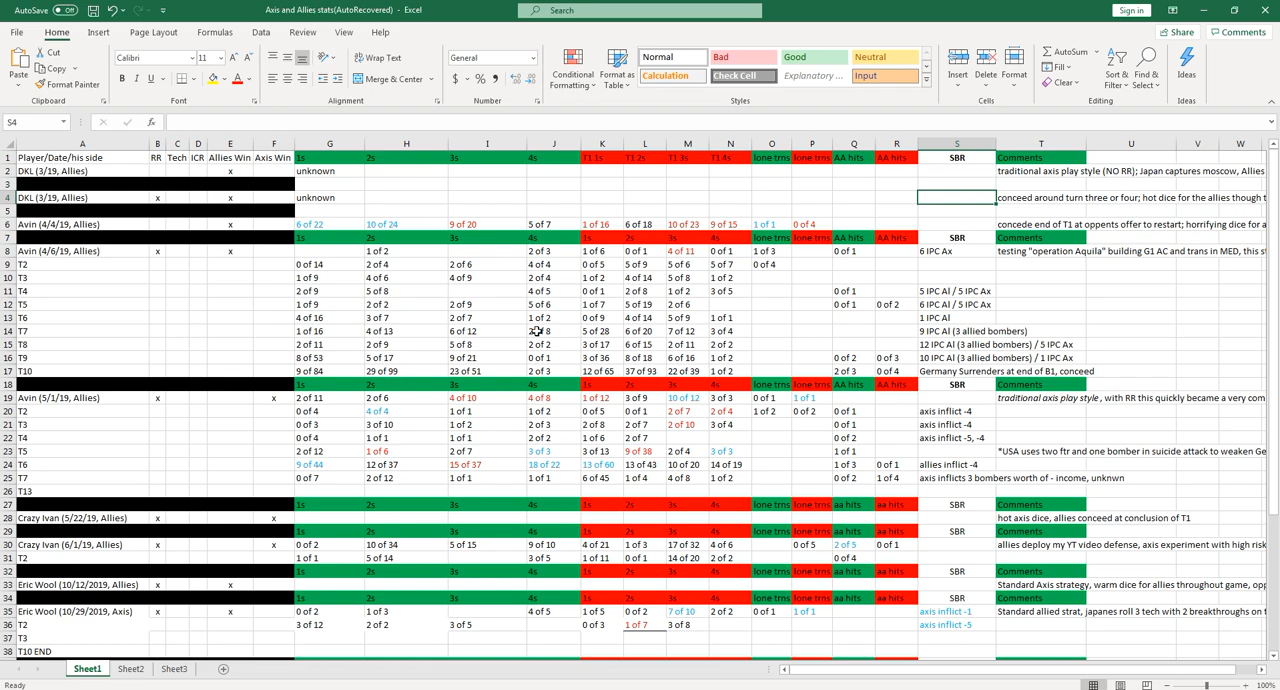 AutoSave Off Axis and Allies stats(AutoRecovered) - Excel Search Sign in
File Home Insert Page Layout Formulas Data Review View Help Share Comments
Cut Calibri 11 Wrap Text General Normal Bad Good Neutral AutoSum
Paste Copy Conditional Format as Insert Delete Format Fill Sort & Find & Ideas
Format Painter Merge & Center Formatting Table Calculation Check Cell Explanatory ... Input Clear Filter Select
Clipboard Font Alignment Number Styles Cells Editing Ideas
S4
A B C D E F G H I J K L M N O P Q R S T U V W
1 Player/Date/his side RR Tech ICR Allies Win Axis Win 1s 2s 3s 4s T1 1s T1 2s T1 3s T1 4s lone trns lone trns AA hits AA hits SBR Comments
2 DKL (3/19, Allies) x unknown traditional axis play style (NO RR); Japan captures moscow, Allies
3
4 DKL (3/19, Allies) x x unknown conceed around turn three or four; hot dice for the allies though t
5
6 Avin (4/4/19, Allies) x 6 of 22 10 of 24 9 of 20 5 of 7 1 of 16 6 of 18 10 of 23 9 of 15 1 of 1 0 of 4 concede end of T1 at oppents offer to restart; horrifying dice for a
7 1s 2s 3s 4s 1s 2s 3s 4s lone trns lone trns AA hits AA hits SBR Comments
8 Avin (4/6/19, Allies) x x 1 of 2 2 of 3 1 of 6 0 of 1 4 of 11 0 of 1 1 of 3 0 of 1 6 IPC Ax testing "operation Aquila" building G1 AC and trans in MED, this st
9 T2 0 of 14 2 of 4 2 of 6 4 of 4 0 of 5 5 of 9 5 of 6 5 of 7 0 of 4
10 T3 1 of 9 4 of 6 4 of 9 2 of 4 1 of 2 4 of 14 5 of 8 1 of 2
11 T4 2 of 9 5 of 8 4 of 5 0 of 1 2 of 8 1 of 2 3 of 5 0 of 1 5 IPC Al / 5 IPC Ax
12 T5 1 of 9 2 of 2 2 of 9 5 of 6 1 of 7 5 of 19 2 of 6 0 of 1 0 of 2 6 IPC Al / 5 IPC Ax
13 T6 4 of 16 3 of 7 2 of 7 1 of 2 0 of 9 4 of 14 5 of 9 1 of 1 1 IPC Al
14 T7 1 of 16 4 of 13 6 of 12 8 5 of 28 6 of 20 7 of 12 3 of 4 9 IPC Al (3 allied bombers)
15 T8 2 of 11 2 of 9 5 of 8 2 of 2 3 of 17 6 of 15 2 of 11 1 of 2 12 IPC Al (3 allied bombers) / 5 IPC Ax
16 T9 8 of 53 5 of 17 9 of 21 0 of 1 3 of 36 8 of 18 6 of 16 1 of 2 0 of 2 0 of 3 10 IPC Al (3 allied bombers) / 1 IPC Ax
17 T10 9 of 84 29 of 99 23 of 51 2 of 3 12 of 65 37 of 93 22 of 39 1 of 2 2 of 3 0 of 4 Germany Surrenders at end of B1, conceed
18 1s 2s 3s 4s 1s 2s 3s 4s lone trns lone trns AA hits AA hits SBR Comments
19 Avin (5/1/19, Allies) x x 2 of 11 2 of 6 4 of 10 4 of 8 1 of 12 3 of 9 10 of 12 3 of 3 0 of 1 1 of 1 traditional axis play style , with RR this quickly became a very com
20 T2 0 of 4 4 of 4 1 of 1 2 of 2 0 of 5 0 of 1 2 of 7 2 of 4 1 of 2 0 of 2 0 of 1 axis inflict -4
21 T3 0 of 3 3 of 10 1 of 2 2 of 3 2 of 8 7 of 7 2 of 10 3 of 4 0 of 1 axis inflict -4
22 T4 0 of 4 1 of 1 1 of 1 2 of 2 1 of 6 2 of 7 0 of 2 axis inflict -5, -4
23 T5 2 of 12 1 of 6 2 of 7 3 of 3 2 of 5 9 of 38 2 of 4 3 of 3 1 of 1 *USA uses two ftr and one bomber in suicide attack to weaken Ge
24 T6 9 of 44 12 of 37 15 of 37 18 of 22 13 of 60 13 of 43 10 of 20 14 of 19 1 of 3 0 of 1 allies inflict -4
25 T7 0 of 7 2 of 12 1 of 1 1 of 1 6 of 45 1 of 4 4 of 8 1 of 2 0 of 2 1 of 4 axis inflicts 3 bombers worth of - income, unknwn
26 T13
27 1s 2s 3s 4s 1s 2s 3s 4s lone trns lone trns aa hits aa hits SBR Comments
28 Crazy Ivan (5/22/19, Allies) x x hot axis dice, allies conceed at conclusion of T1
29 1s 2s 3s 4s 1s 2s 3s 4s lone trns lone trns aa hits aa hits SBR Comments
30 Crazy Ivan (6/1/19, Allies) x x 0 of 2 10 of 34 5 of 15 9 of 10 4 of 21 1 of 3 17 of 32 4 of 6 0 of 5 2 of 5 0 of 1 allies deploy my YT video defense, axis experiment with high risk
31 T2 1 of 1 5 of 14 3 of 5 1 of 11 0 of 1 14 of 20 2 of 2 0 of 4
32 1s 2s 3s 4s 1s 2s 3s 4s lone trns lone trns aa hits aa hits SBR Comments
33 Eric Wool (10/12/2019, Allies) x x Standard Axis strategy, warm dice for allies throughout game, opp
34 1s 2s 3s 4s 1s 2s 3s 4s lone trns lone trns aa hits aa hits SBR Comments
35 Eric Wool (10/29/2019, Axis) x x 0 of 2 1 of 3 4 of 5 1 of 5 0 of 2 7 of 10 2 of 2 0 of 1 1 of 1 axis inflict -1 Standard allied strat, japanes roll 3 tech with 2 breakthroughs on t
36 T2 3 of 12 2 of 2 3 of 5 0 of 3 1 of 7 3 of 8 axis inflict -5
37 T3
38 T10 END
Sheet1 Sheet2 Sheet3
Ready 100%